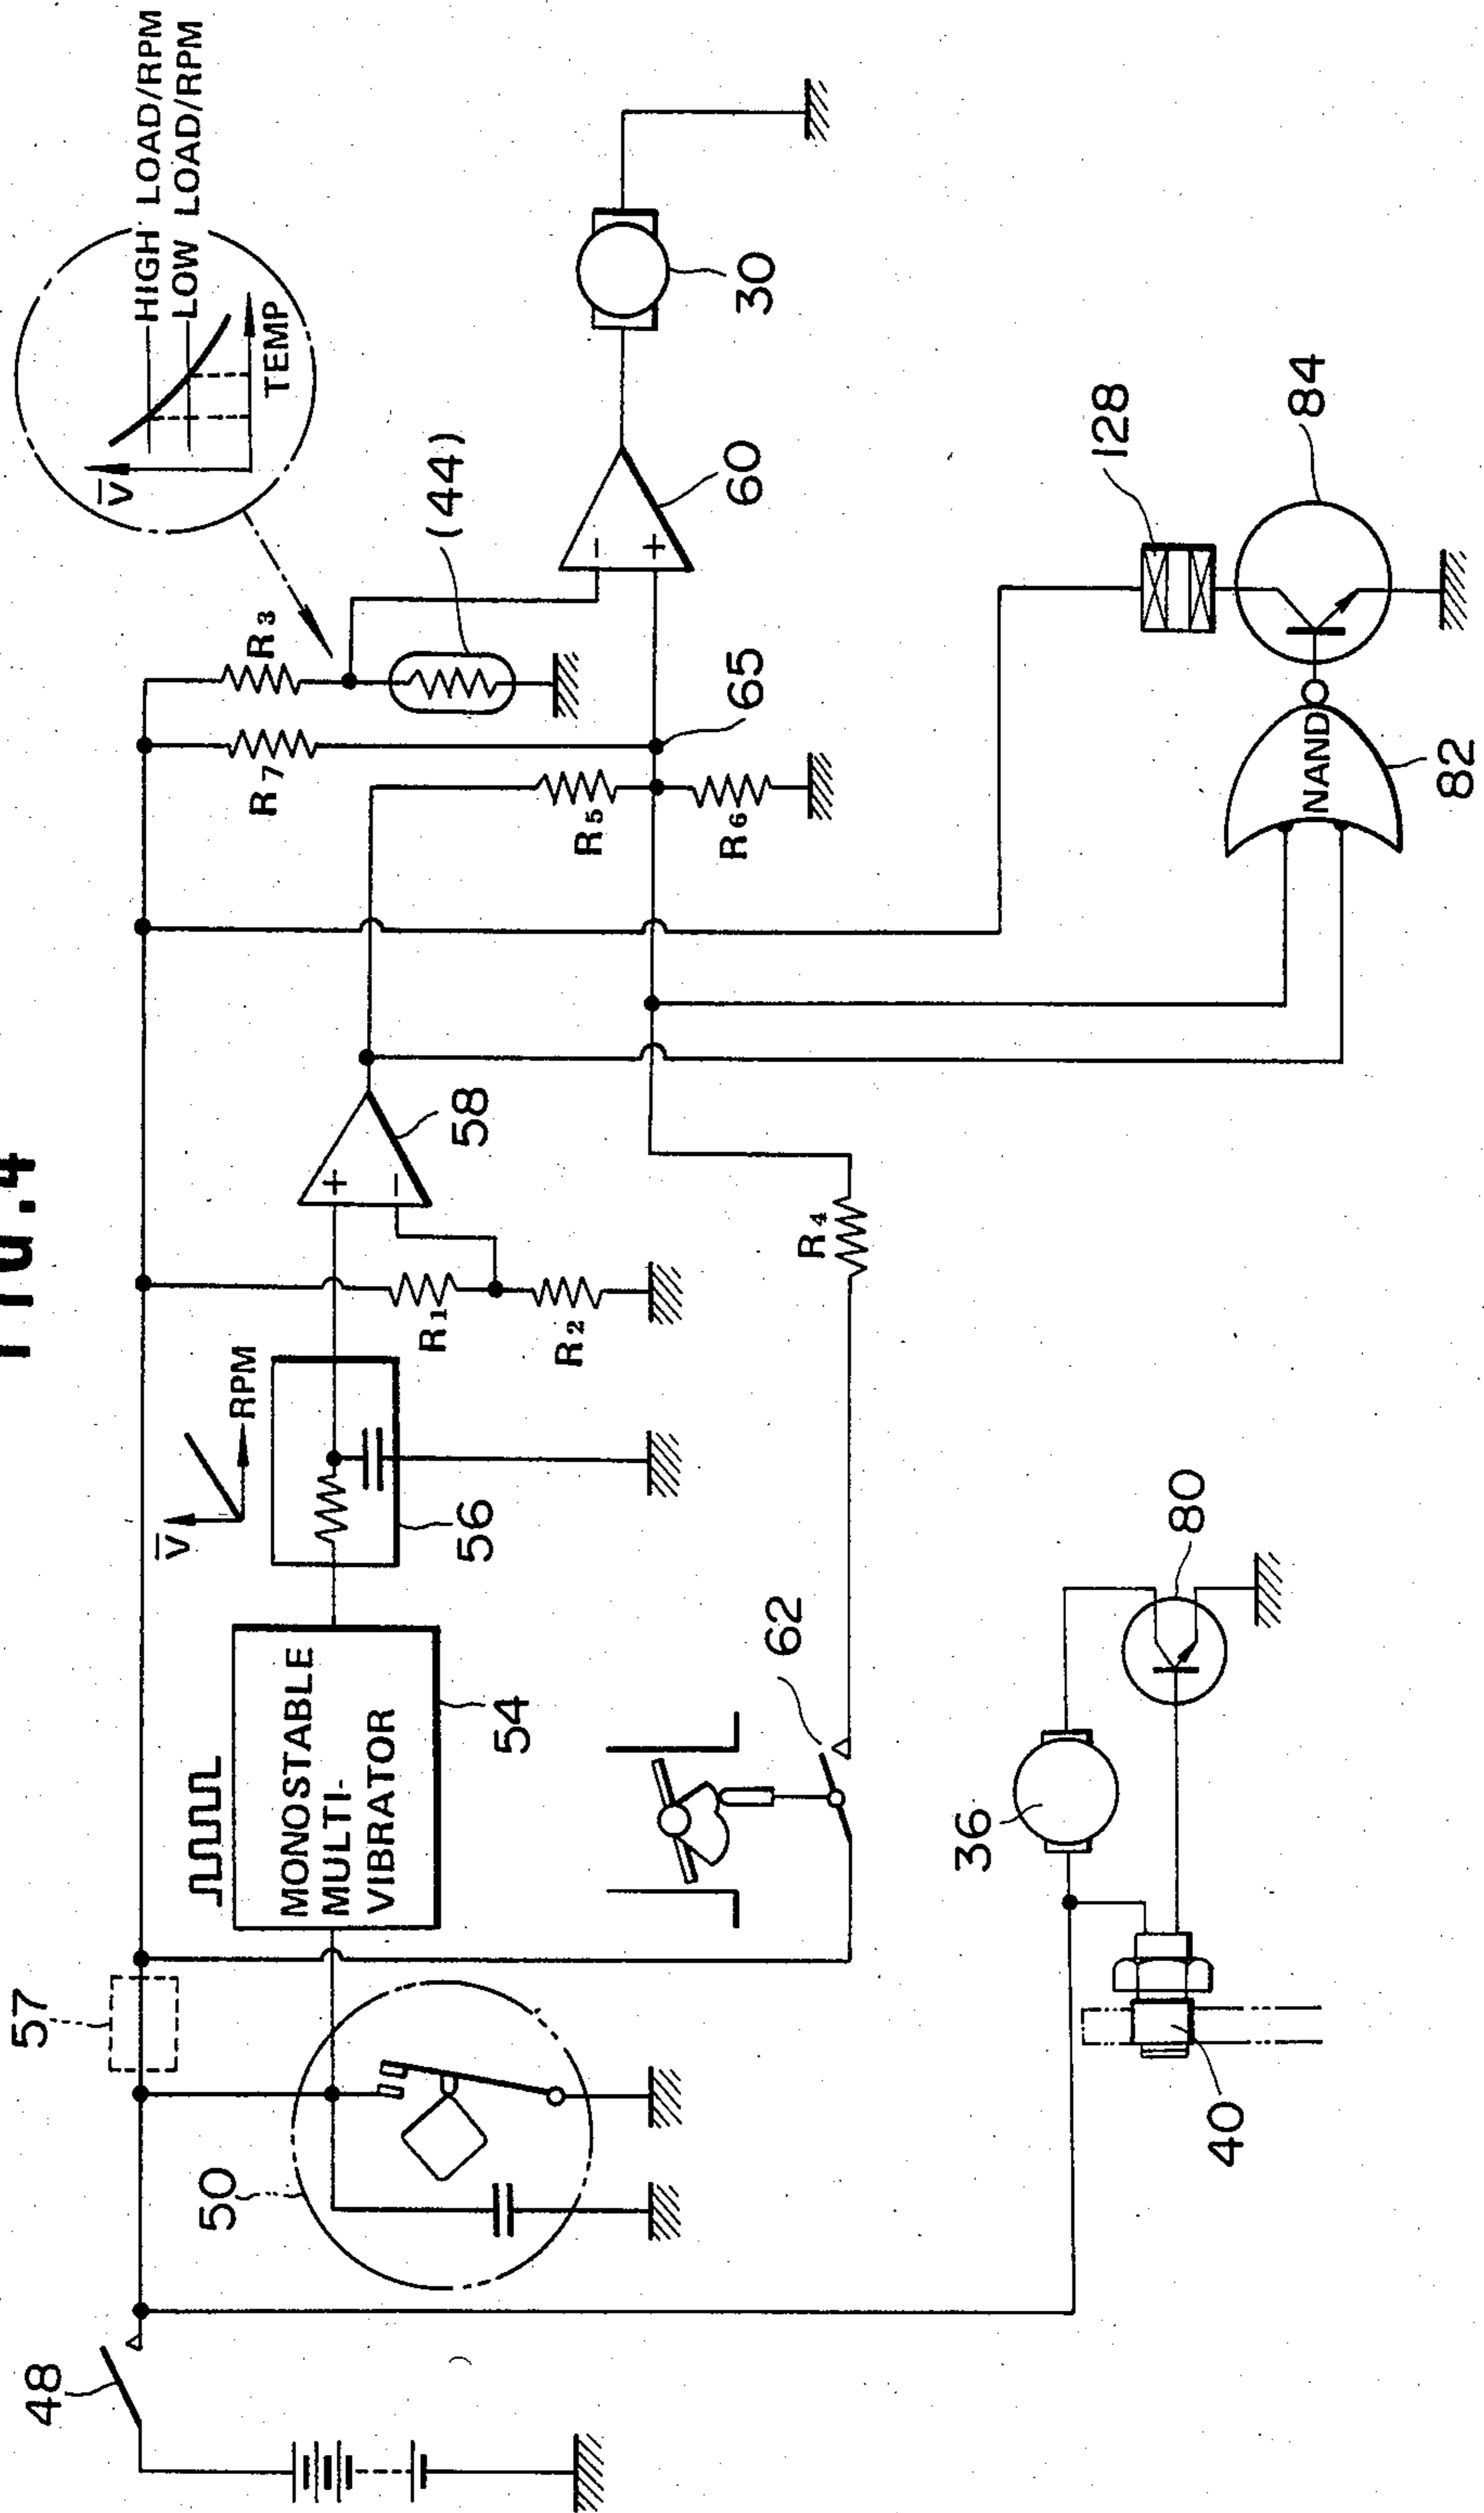 FIG.4
HIGH LOAD/RPM
LOW LOAD/RPM
V
TEMP
(44)
R3
R7
R5
R6
65
60
30
128
84
NAND
82
58
R1
R2
R4
V
RPM
56
MONOSTABLE
MULTI-
VIBRATOR
54
62
57
50
48
36
80
40